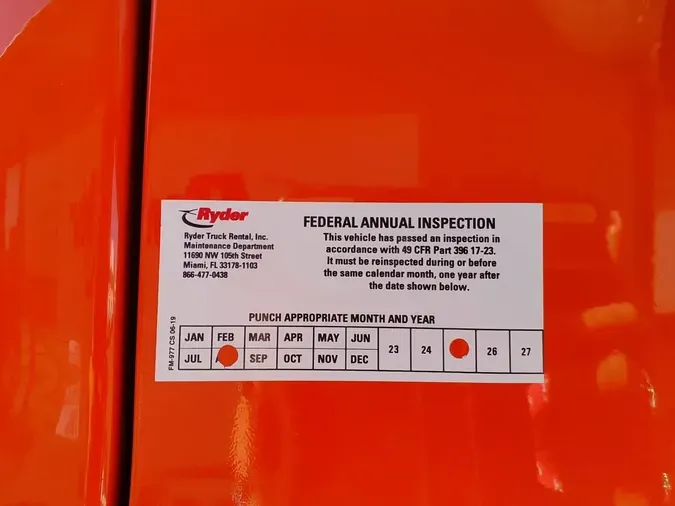 Ryder
Ryder Truck Rental, Inc.
Maintenance Department
11690 NW 105th Street
Miami, FL 33178-1103
866-477-0438
FEDERAL ANNUAL INSPECTION
This vehicle has passed an inspection in
accordance with 49 CFR Part 396 17-23.
It must be reinspected during or before
the same calendar month, one year after
the date shown below.
PUNCH APPROPRIATE MONTH AND YEAR
JAN FEB MAR APR MAY JUN
23 24 26 27
JUL SEP OCT NOV DEC
FM-977 CS 06-19